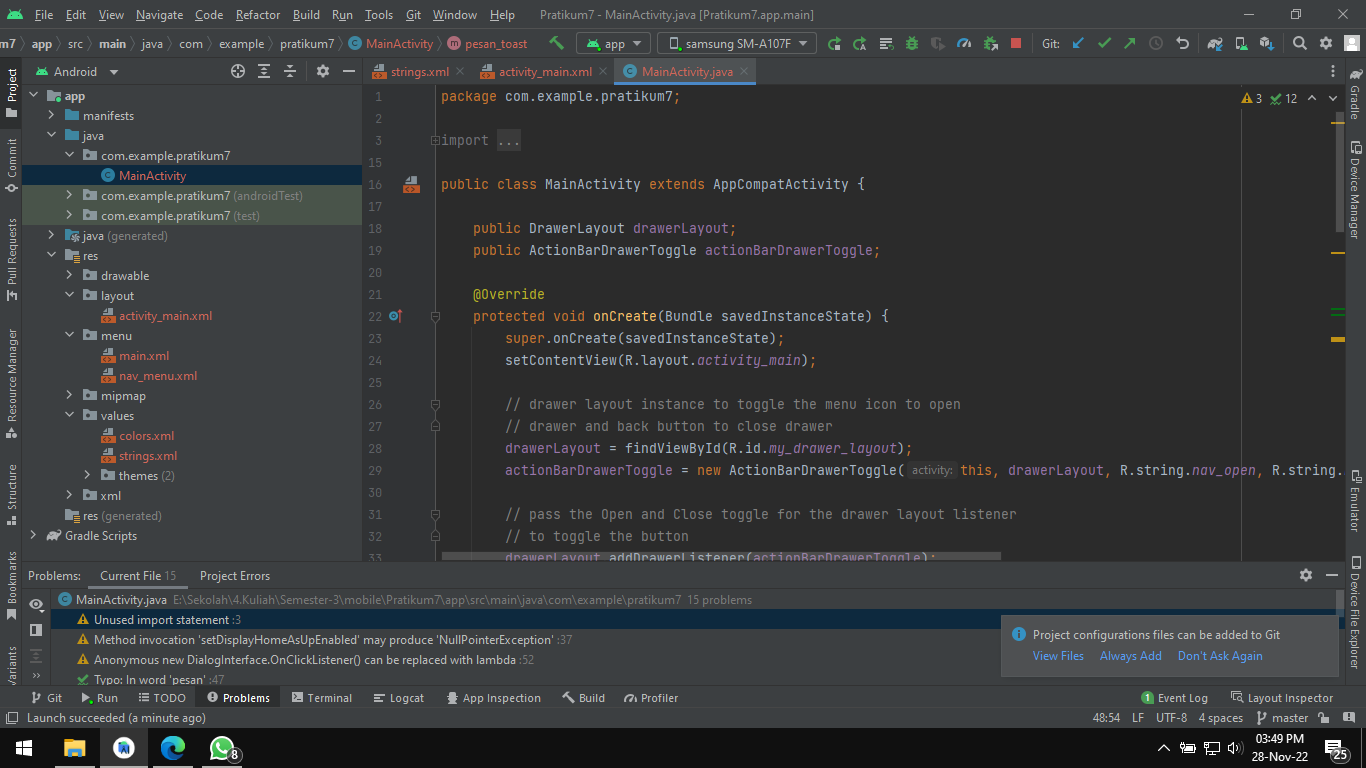 File Edit View Navigate Code Refactor Build Run Tools Git Window Help Pratikum7 - MainActivity.java [Pratikum7.app.main]
m7 app src main java com example pratikum7 MainActivity pesan_toast app samsung SM-A107F Git:
Android strings.xml activity_main.xml MainActivity.java
Project
Commit
Pull Requests
Resource Manager
Structure
Bookmarks
app
manifests
java
com.example.pratikum7
MainActivity
com.example.pratikum7 (androidTest)
com.example.pratikum7 (test)
java (generated)
res
drawable
layout
activity_main.xml
menu
main.xml
nav_menu.xml
mipmap
values
colors.xml
strings.xml
themes (2)
xml
res (generated)
Gradle Scripts
3 12
1 package com.example.pratikum7;
2
3 import ...
15
16 public class MainActivity extends AppCompatActivity {
17
18 public DrawerLayout drawerLayout;
19 public ActionBarDrawerToggle actionBarDrawerToggle;
20
21 @Override
22 protected void onCreate(Bundle savedInstanceState) {
23 super.onCreate(savedInstanceState);
24 setContentView(R.layout.activity_main);
25
26 // drawer layout instance to toggle the menu icon to open
27 // drawer and back button to close drawer
28 drawerLayout = findViewById(R.id.my_drawer_layout);
29 actionBarDrawerToggle = new ActionBarDrawerToggle( activity: this, drawerLayout, R.string.nav_open, R.string.
30
31 // pass the Open and Close toggle for the drawer layout listener
32 // to toggle the button
33 drawerLayout.addDrawerListener(actionBarDrawerToggle);
Gradle
Device Manager
Emulator
Device File Explorer
Problems: Current File 15 Project Errors
MainActivity.java E:\Sekolah\4.Kuliah\Semester-3\mobile\Pratikum7\app\src\main\java\com\example\pratikum7 15 problems
Unused import statement :3
Method invocation 'setDisplayHomeAsUpEnabled' may produce 'NullPointerException' :37
Anonymous new DialogInterface.OnClickListener() can be replaced with lambda :52
Typo: In word 'pesan' :47
Project configurations files can be added to Git
View Files Always Add Don't Ask Again
Git Run TODO Problems Terminal Logcat App Inspection Build Profiler 1 Event Log Layout Inspector
Launch succeeded (a minute ago) 48:54 LF UTF-8 4 spaces master
8
03:49 PM
28-Nov-22
25